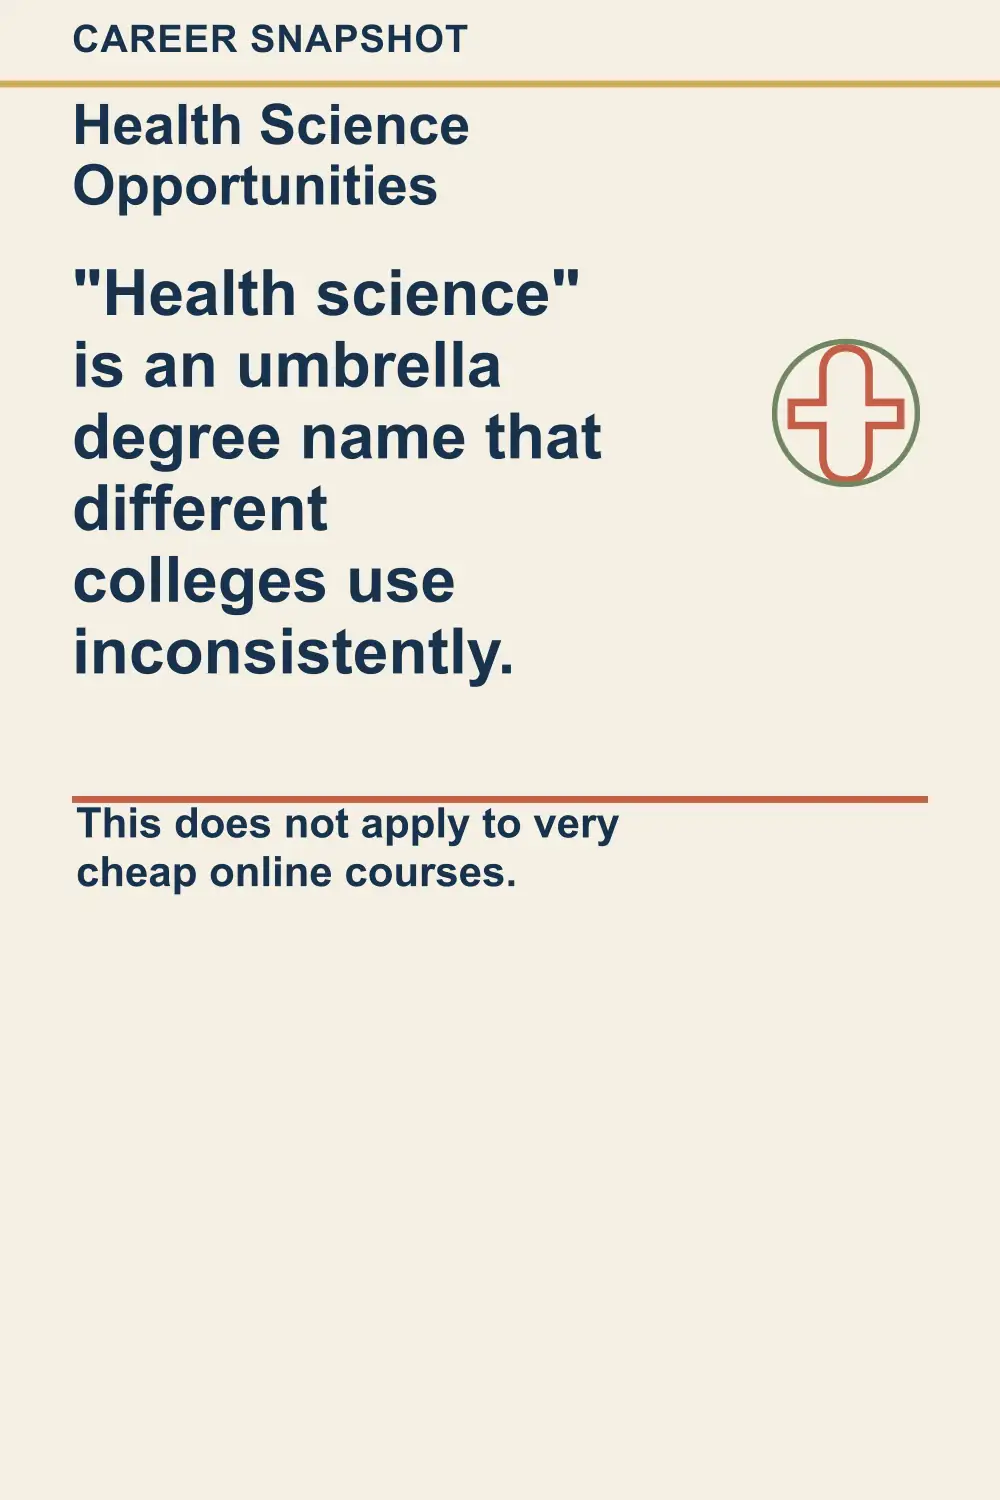 CAREER SNAPSHOT
Health Science
Opportunities
"Health science"
is an umbrella
degree name that
different
colleges use
inconsistently.
This does not apply to very
cheap online courses.